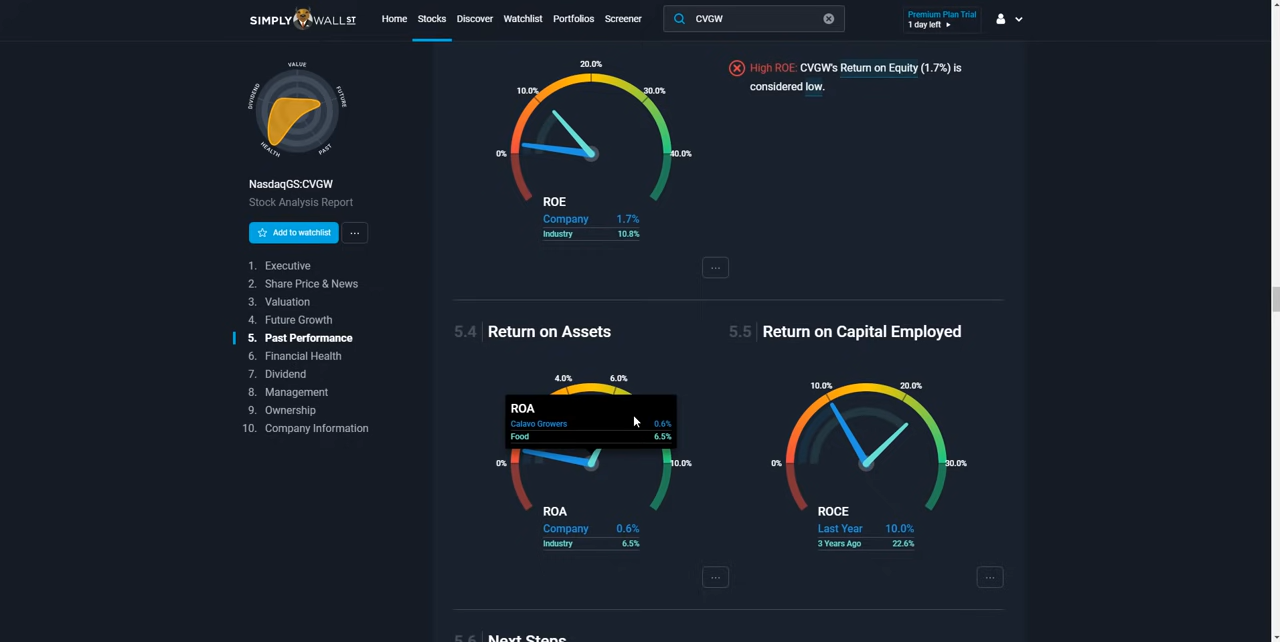 SIMPLY WALL ST
Home Stocks Discover Watchlist Portfolios Screener
CVGW
Premium Plan Trial
1 day left ▸
VALUE
FUTURE
PAST
HEALTH
DIVIDEND
NasdaqGS:CVGW
Stock Analysis Report
Add to watchlist
...
1. Executive
2. Share Price & News
3. Valuation
4. Future Growth
5. Past Performance
6. Financial Health
7. Dividend
8. Management
9. Ownership
10. Company Information
0%
10.0%
20.0%
30.0%
40.0%
ROE
Company 1.7%
Industry 10.8%
High ROE: CVGW's Return on Equity (1.7%) is
considered low.
...
5.4 Return on Assets
0%
4.0%
6.0%
10.0%
ROA
Calavo Growers 0.6%
Food 6.5%
ROA
Company 0.6%
Industry 6.5%
...
5.5 Return on Capital Employed
0%
10.0%
20.0%
30.0%
ROCE
Last Year 10.0%
3 Years Ago 22.6%
...
5.6 Next Steps